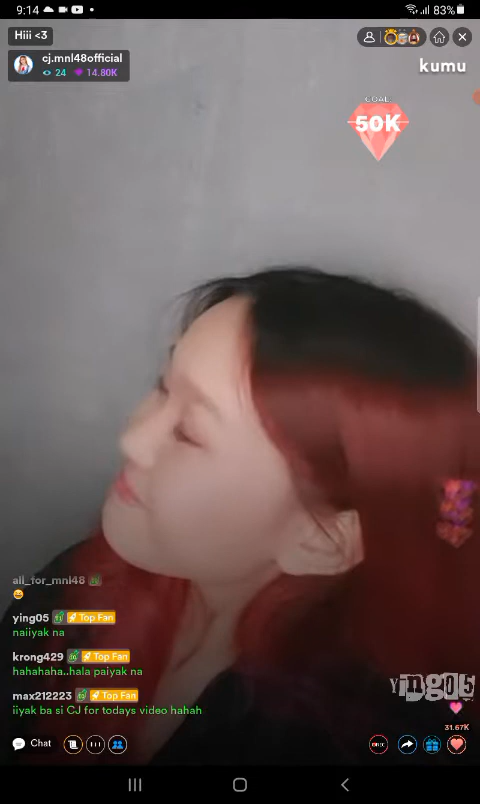 9:14
83%
Hiii <3
cj.mnl48official
24 14.80K
kumu
GOAL
50K
all_for_mnl48
ying05 Top Fan
naiiyak na
krong429 Top Fan
hahahaha..hala paiyak na
max212223 Top Fan
iiyak ba si CJ for todays video hahah
YiNG05
31.67K
Chat
REC